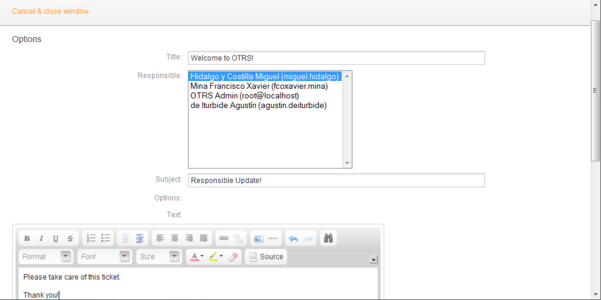 Cancel & close window
Options
Title: Welcome to OTRS!
Responsible: Hidalgo y Costilla Miguel (miguel.hidalgo)
Mina Francisco Xavier (fcoxavier.mina)
OTRS Admin (root@localhost)
de Iturbide Agustín (agustin.deiturbide)
Subject: Responsible Update!
Options:
Text:
B I U S
Format Font Size A Source
Please take care of this ticket.
Thank you!